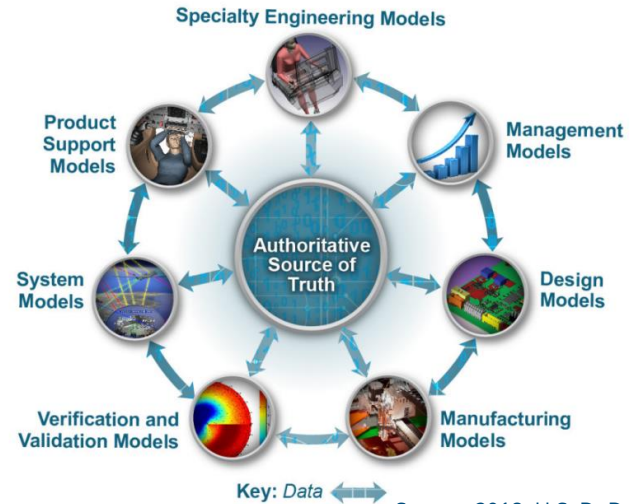 Specialty Engineering Models
Product
Support
Models
Management
Models
Authoritative
Source of
Truth
System
Models
Design
Models
Verification and
Validation Models
Manufacturing
Models
Key: Data